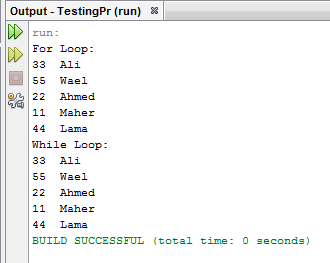 Output - TestingPr (run)
run:
For Loop:
33  Ali
55  Wael
22  Ahmed
11  Maher
44  Lama
While Loop:
33  Ali
55  Wael
22  Ahmed
11  Maher
44  Lama
BUILD SUCCESSFUL (total time: 0 seconds)